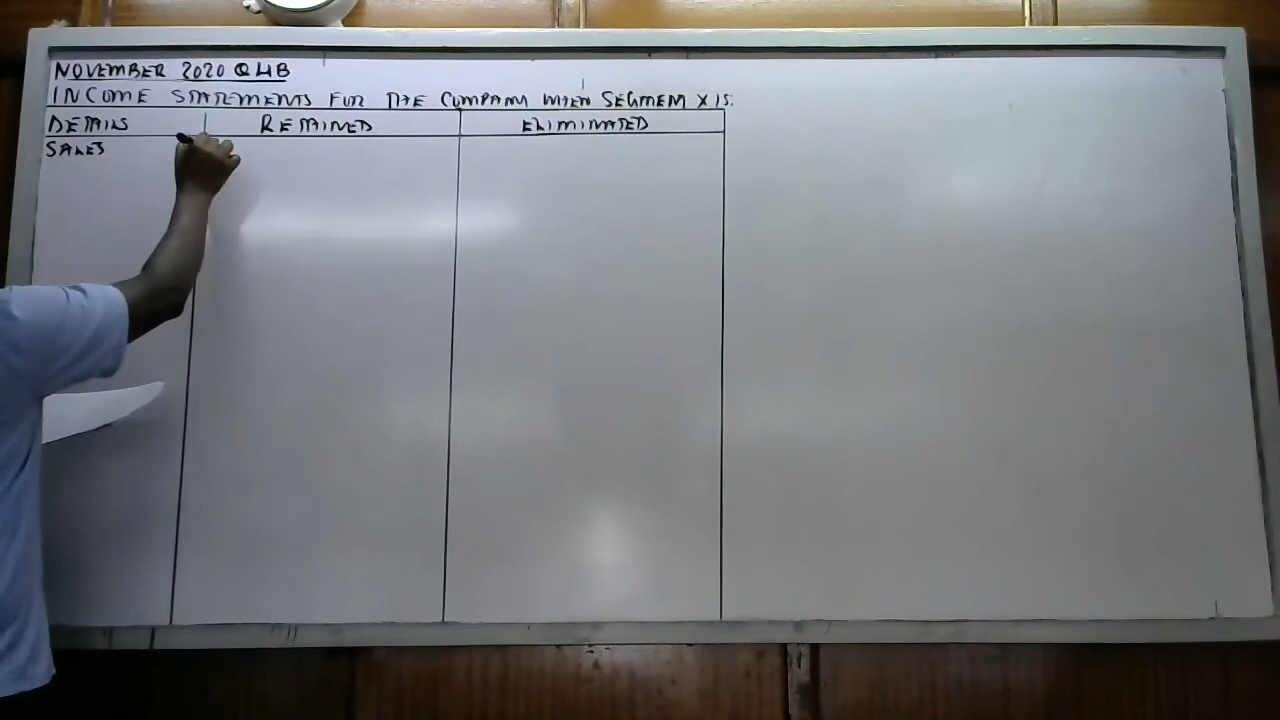 NOVEMBER 2020 Q4B
INCOME STATEMENTS FOR THE COMPANY WHEN SEGMENT X IS:
DETAILS RETAINED ELIMINATED
SALES